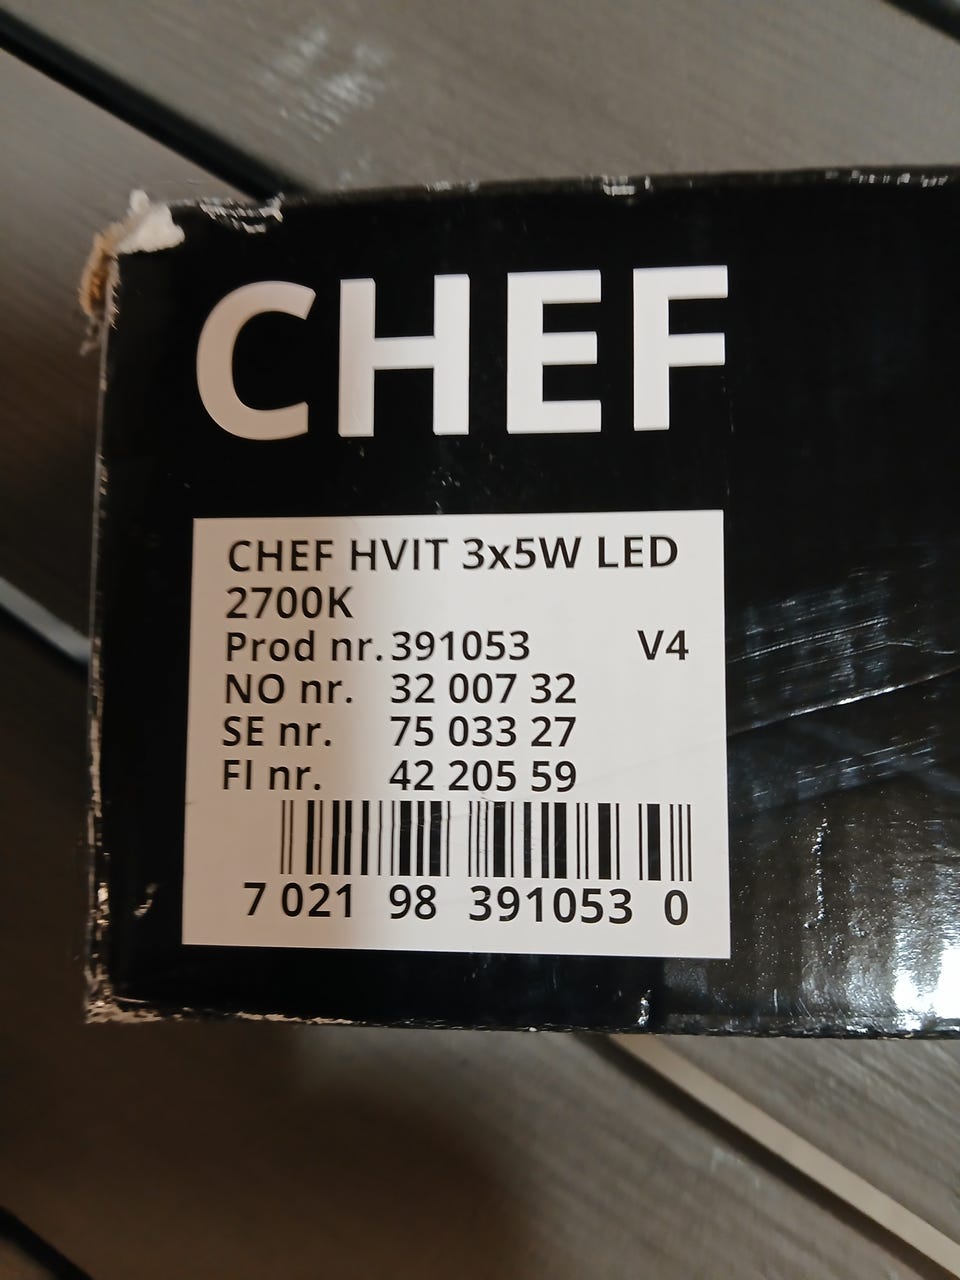 CHEF
CHEF HVIT 3x5W LED
2700K
Prod nr. 391053 V4
NO nr. 32 007 32
SE nr. 75 033 27
FI nr. 42 205 59
7 021 98 391053 0